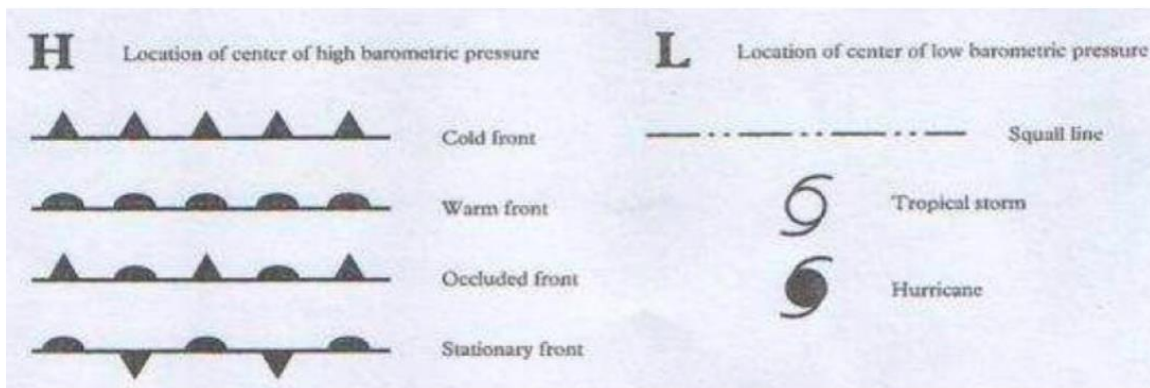 H Location of center of high barometric pressure
Cold front
Warm front
Occluded front
Stationary front
L Location of center of low barometric pressure
Squall line
Tropical storm
Hurricane